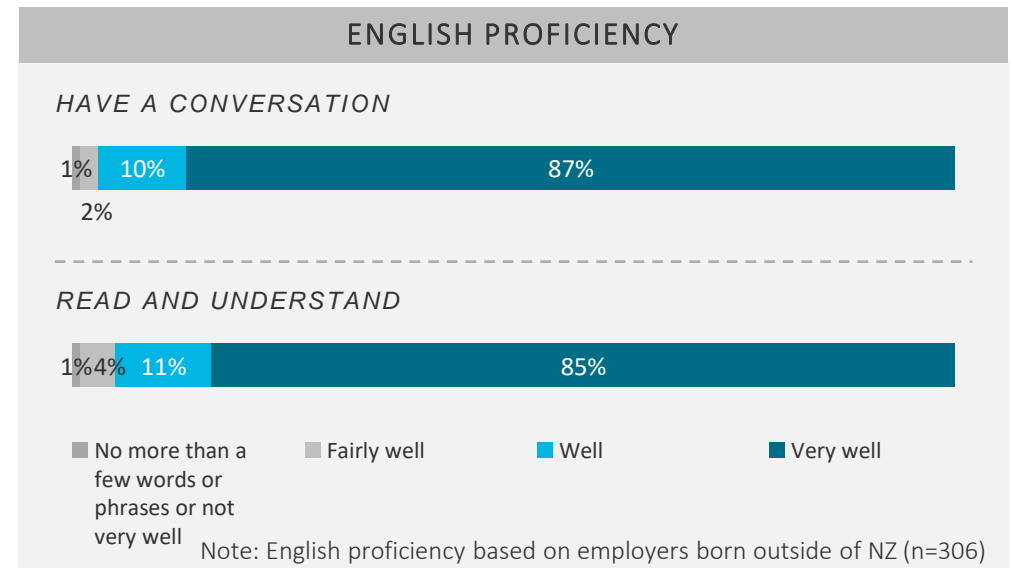 ENGLISH PROFICIENCY
HAVE A CONVERSATION
1% 10% 87%
2%
READ AND UNDERSTAND
1% 4% 11% 85%
No more than a few words or phrases or not very well
Fairly well
Well
Very well
Note: English proficiency based on employers born outside of NZ (n=306)